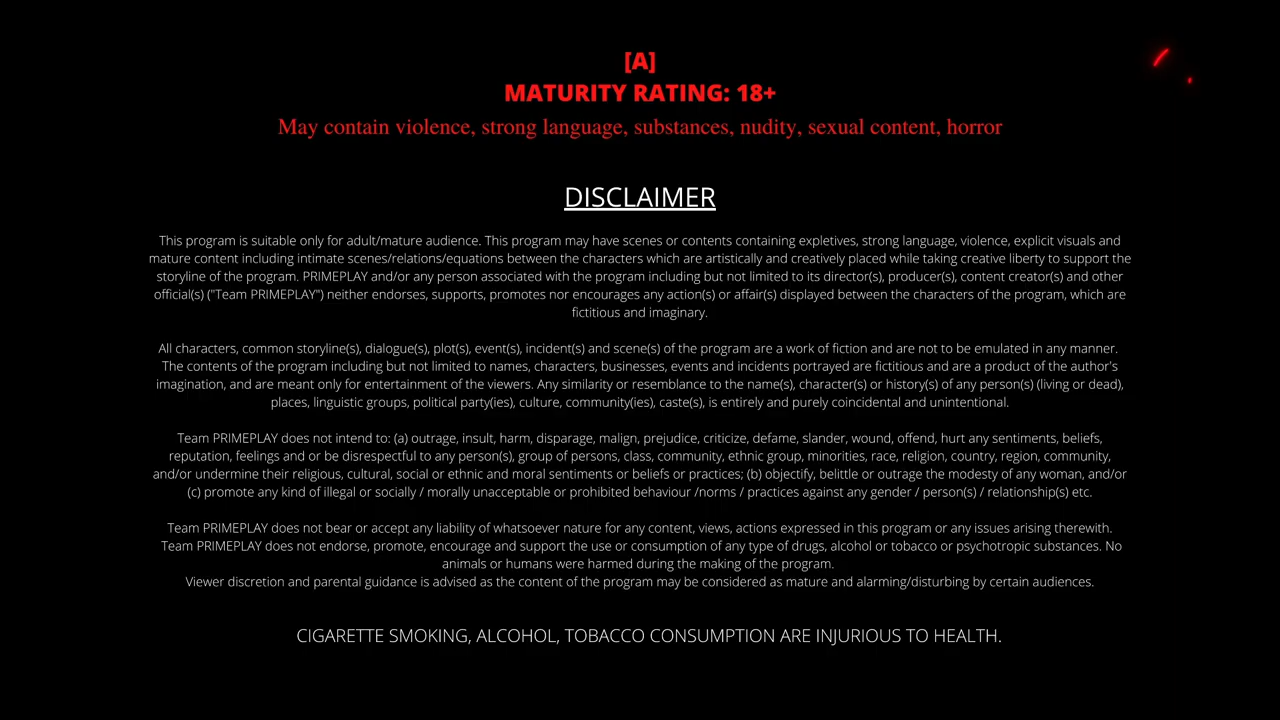 [A]
MATURITY RATING: 18+
May contain violence, strong language, substances, nudity, sexual content, horror
DISCLAIMER
This program is suitable only for adult/mature audience. This program may have scenes or contents containing expletives, strong language, violence, explicit visuals and
mature content including intimate scenes/relations/equations between the characters which are artistically and creatively placed while taking creative liberty to support the
storyline of the program. PRIMEPLAY and/or any person associated with the program including but not limited to its director(s), producer(s), content creator(s) and other
official(s) ("Team PRIMEPLAY") neither endorses, supports, promotes nor encourages any action(s) or affair(s) displayed between the characters of the program, which are
fictitious and imaginary.
All characters, common storyline(s), dialogue(s), plot(s), event(s), incident(s) and scene(s) of the program are a work of fiction and are not to be emulated in any manner.
The contents of the program including but not limited to names, characters, businesses, events and incidents portrayed are fictitious and are a product of the author's
imagination, and are meant only for entertainment of the viewers. Any similarity or resemblance to the name(s), character(s) or history(s) of any person(s) (living or dead),
places, linguistic groups, political party(ies), culture, community(ies), caste(s), is entirely and purely coincidental and unintentional.
Team PRIMEPLAY does not intend to: (a) outrage, insult, harm, disparage, malign, prejudice, criticize, defame, slander, wound, offend, hurt any sentiments, beliefs,
reputation, feelings and or be disrespectful to any person(s), group of persons, class, community, ethnic group, minorities, race, religion, country, region, community,
and/or undermine their religious, cultural, social or ethnic and moral sentiments or beliefs or practices; (b) objectify, belittle or outrage the modesty of any woman, and/or
(c) promote any kind of illegal or socially / morally unacceptable or prohibited behaviour /norms / practices against any gender / person(s) / relationship(s) etc.
Team PRIMEPLAY does not bear or accept any liability of whatsoever nature for any content, views, actions expressed in this program or any issues arising therewith.
Team PRIMEPLAY does not endorse, promote, encourage and support the use or consumption of any type of drugs, alcohol or tobacco or psychotropic substances. No
animals or humans were harmed during the making of the program.
Viewer discretion and parental guidance is advised as the content of the program may be considered as mature and alarming/disturbing by certain audiences.
CIGARETTE SMOKING, ALCOHOL, TOBACCO CONSUMPTION ARE INJURIOUS TO HEALTH.